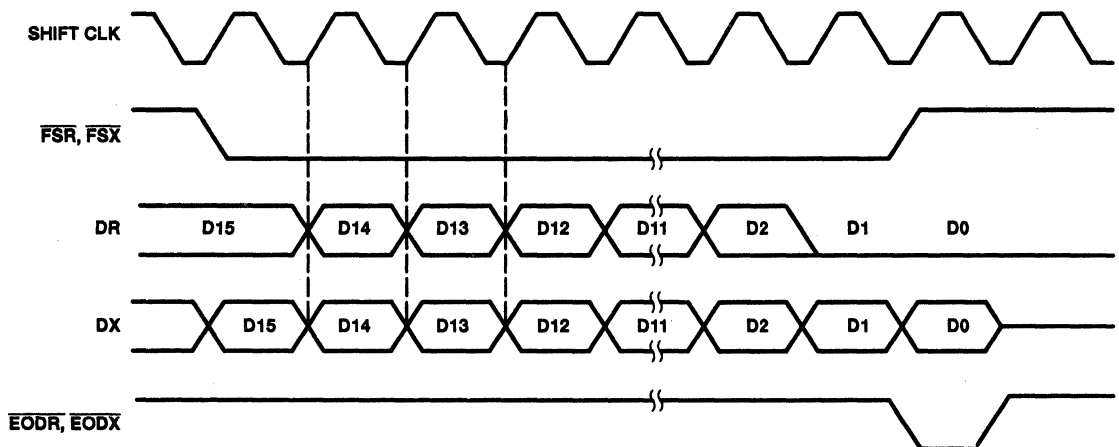 SHIFT CLK
FSR, FSX
DR D15 D14 D13 D12 D11 D2 D1 D0
DX D15 D14 D13 D12 D11 D2 D1 D0
EODR, EODX